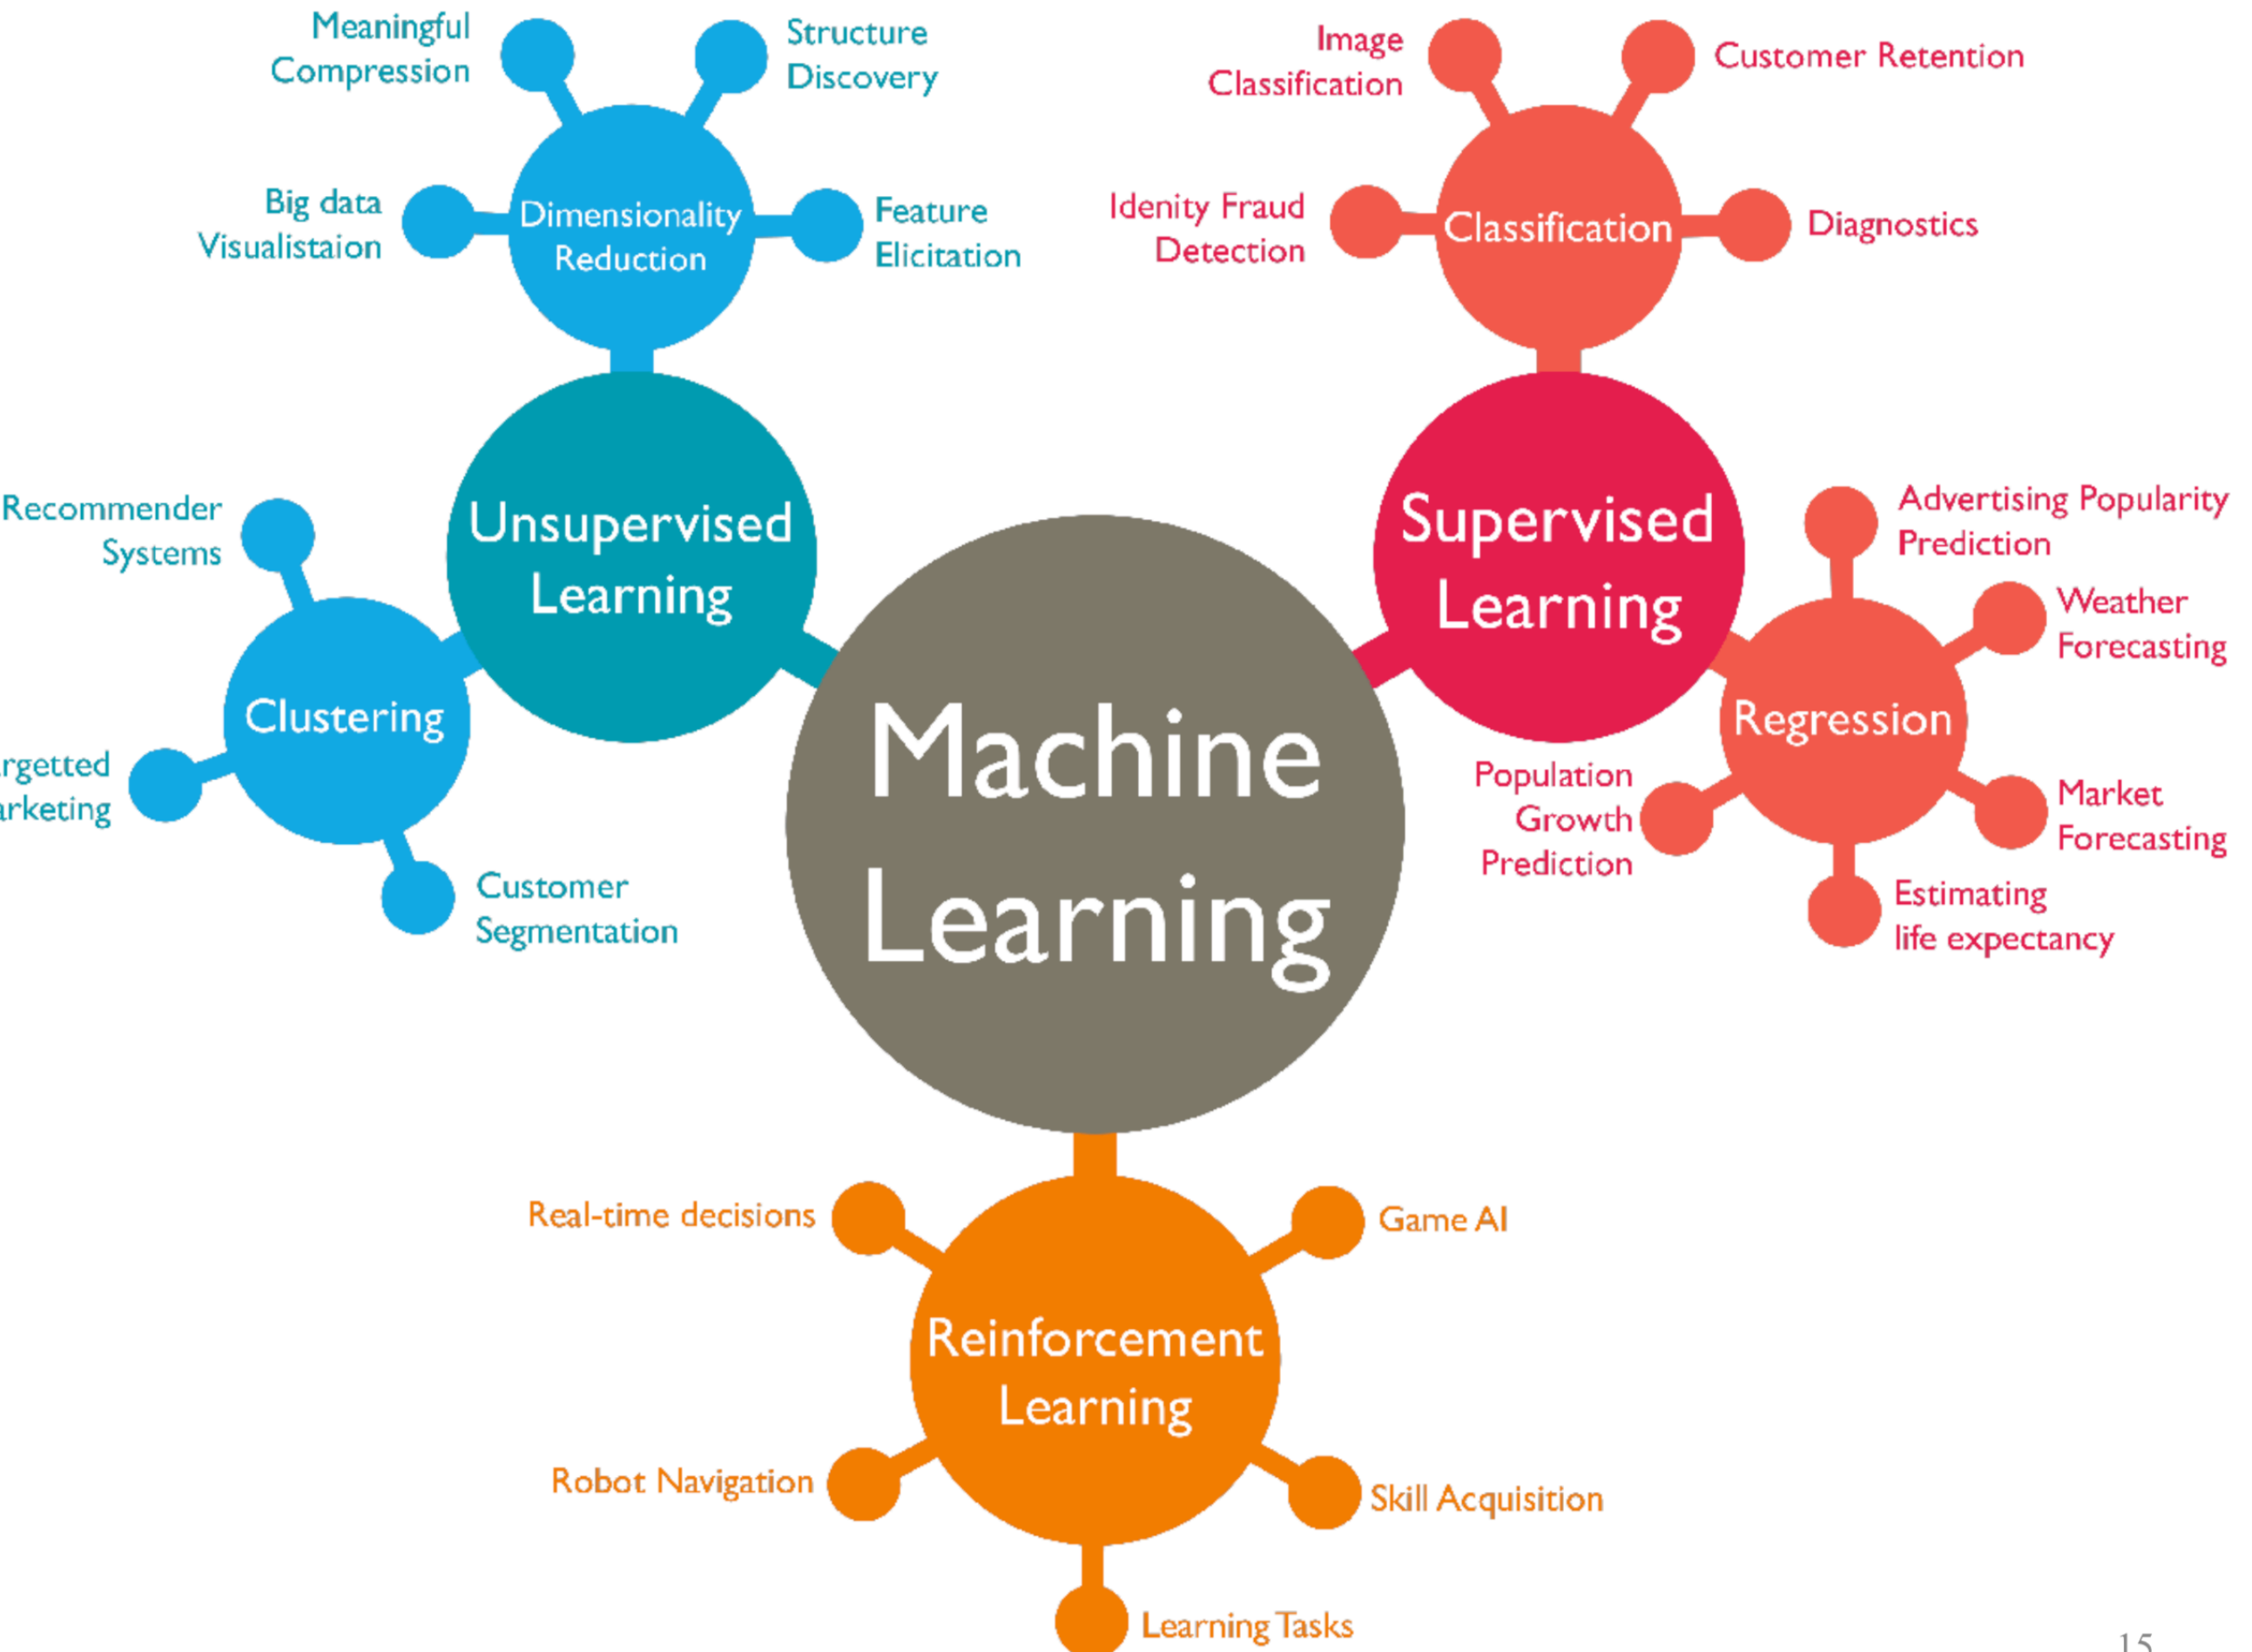 Meaningful
Compression
Structure
Discovery
Big data
Visualistaion
Dimensionality
Reduction
Feature
Elicitation
Image
Classification
Customer Retention
Idenity Fraud
Detection
Classification
Diagnostics
Recommender
Systems
Unsupervised
Learning
Clustering
rgetted
arketing
Customer
Segmentation
Machine
Learning
Supervised
Learning
Advertising Popularity
Prediction
Weather
Forecasting
Regression
Population
Growth
Prediction
Market
Forecasting
Estimating
life expectancy
Real-time decisions
Game AI
Reinforcement
Learning
Robot Navigation
Skill Acquisition
Learning Tasks
15